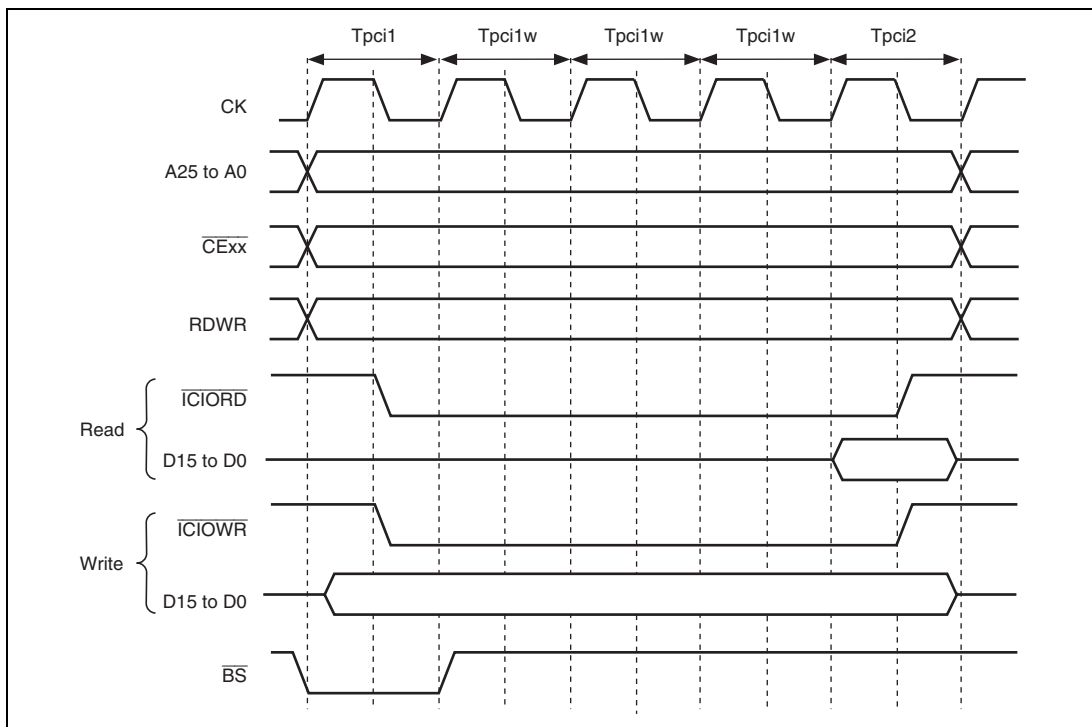 Tpci1 Tpci1w Tpci1w Tpci1w Tpci2
CK
A25 to A0
CExx
RDWR
ICIORD
Read
D15 to D0
ICIOWR
Write
D15 to D0
BS